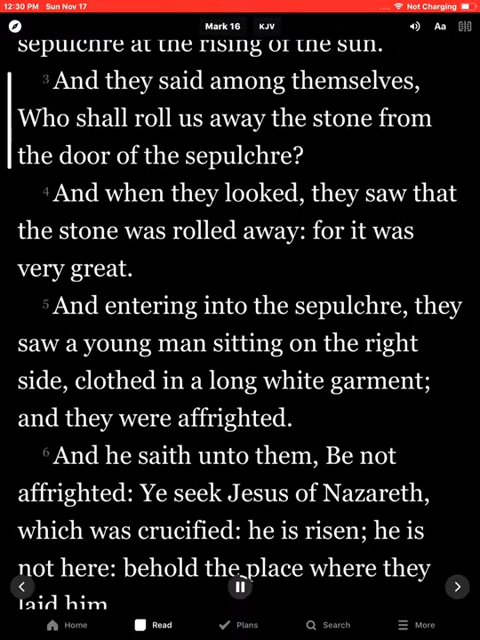 12:30 PM Sun Nov 17 Not Charging
Mark 16 KJV Aa
sepulchre at the rising of the sun.
3 And they said among themselves,
Who shall roll us away the stone from
the door of the sepulchre?
4 And when they looked, they saw that
the stone was rolled away: for it was
very great.
5 And entering into the sepulchre, they
saw a young man sitting on the right
side, clothed in a long white garment;
and they were affrighted.
6 And he saith unto them, Be not
affrighted: Ye seek Jesus of Nazareth,
which was crucified: he is risen; he is
not here: behold the place where they
laid him.
Home Read Plans Search More